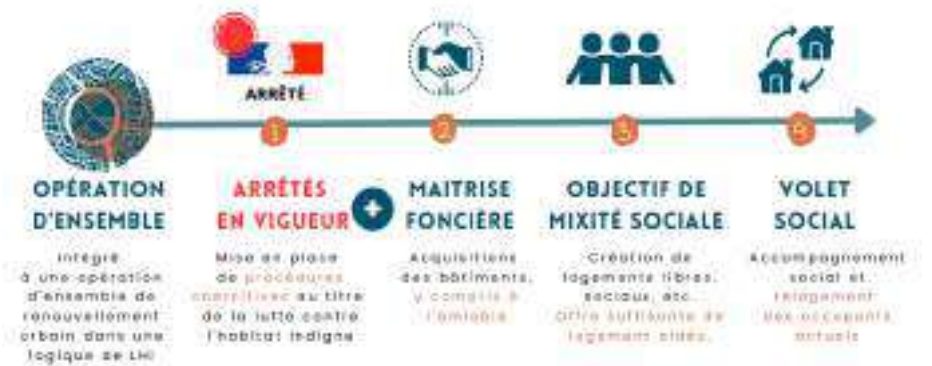 ARRÊTÉ
1
2
3
4
OPÉRATION
D'ENSEMBLE
Intégré
à une opération
d'ensemble de
renouvellement
urbain dans une
logique de LHI
ARRÊTÉS
EN VIGUEUR
Mise en place
de procédures
coercitives au titre
de la lutte contre
l'habitat indigne
+
MAITRISE
FONCIÈRE
Acquisitions
des bâtiments,
y compris à
l'amiable
OBJECTIF DE
MIXITÉ SOCIALE
Création de
logements libres,
sociaux, etc.
Offre suffisante de
logement aidés.
VOLET
SOCIAL
Accompagnement
social et
relogement
des occupants
actuels